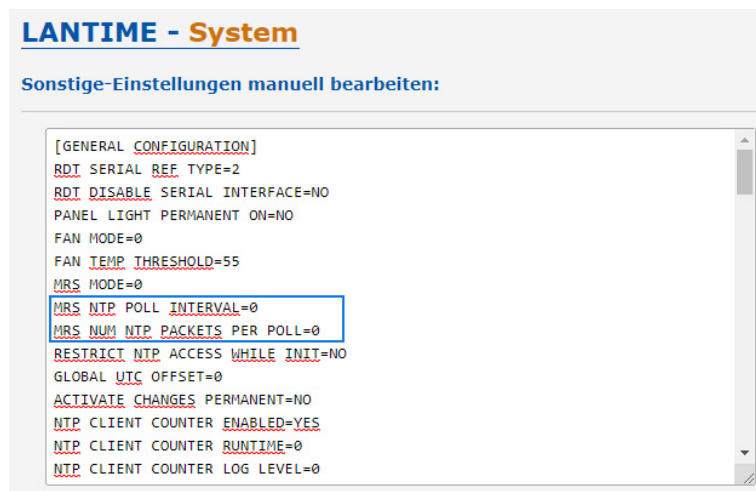 LANTIME - System
Sonstige-Einstellungen manuell bearbeiten:
[GENERAL CONFIGURATION]
RDT SERIAL REF TYPE=2
RDT DISABLE SERIAL INTERFACE=NO
PANEL LIGHT PERMANENT ON=NO
FAN MODE=0
FAN TEMP THRESHOLD=55
MRS MODE=0
MRS NTP POLL INTERVAL=0
MRS NUM NTP PACKETS PER POLL=0
RESTRICT NTP ACCESS WHILE INIT=NO
GLOBAL UTC OFFSET=0
ACTIVATE CHANGES PERMANENT=NO
NTP CLIENT COUNTER ENABLED=YES
NTP CLIENT COUNTER RUNTIME=0
NTP CLIENT COUNTER LOG LEVEL=0